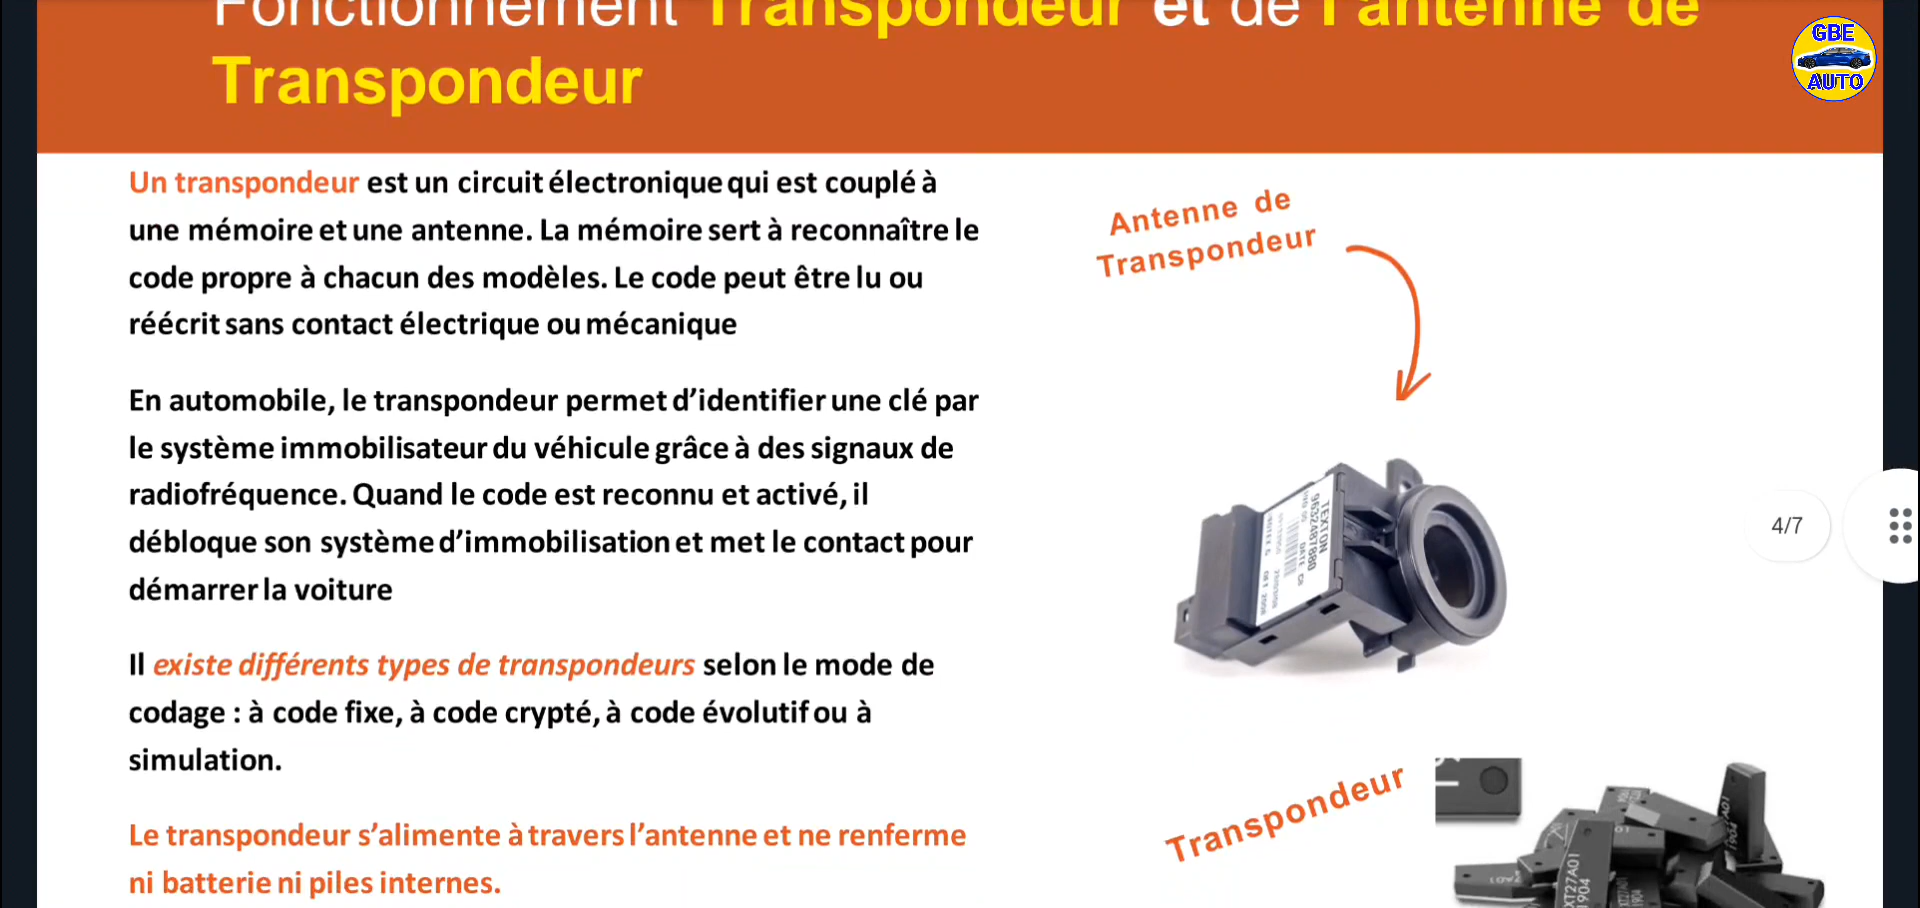 Fonctionnement Transpondeur et de l'antenne de
Transpondeur
GBE
AUTO
Un transpondeur est un circuit électronique qui est couplé à
une mémoire et une antenne. La mémoire sert à reconnaître le
code propre à chacun des modèles. Le code peut être lu ou
réécrit sans contact électrique ou mécanique
En automobile, le transpondeur permet d’identifier une clé par
le système immobilisateur du véhicule grâce à des signaux de
radiofréquence. Quand le code est reconnu et activé, il
débloque son système d’immobilisation et met le contact pour
démarrer la voiture
Il existe différents types de transpondeurs selon le mode de
codage : à code fixe, à code crypté, à code évolutif ou à
simulation.
Le transpondeur s’alimente à travers l’antenne et ne renferme
ni batterie ni piles internes.
Antenne de
Transpondeur
TEXTON
DATE
4/7
Transpondeur
1904
XT27A01
1904